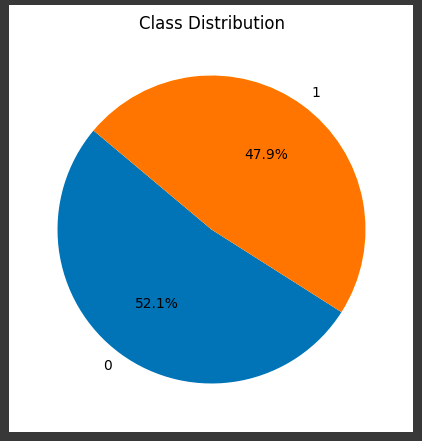 Class Distribution
1
47.9%
52.1%
0